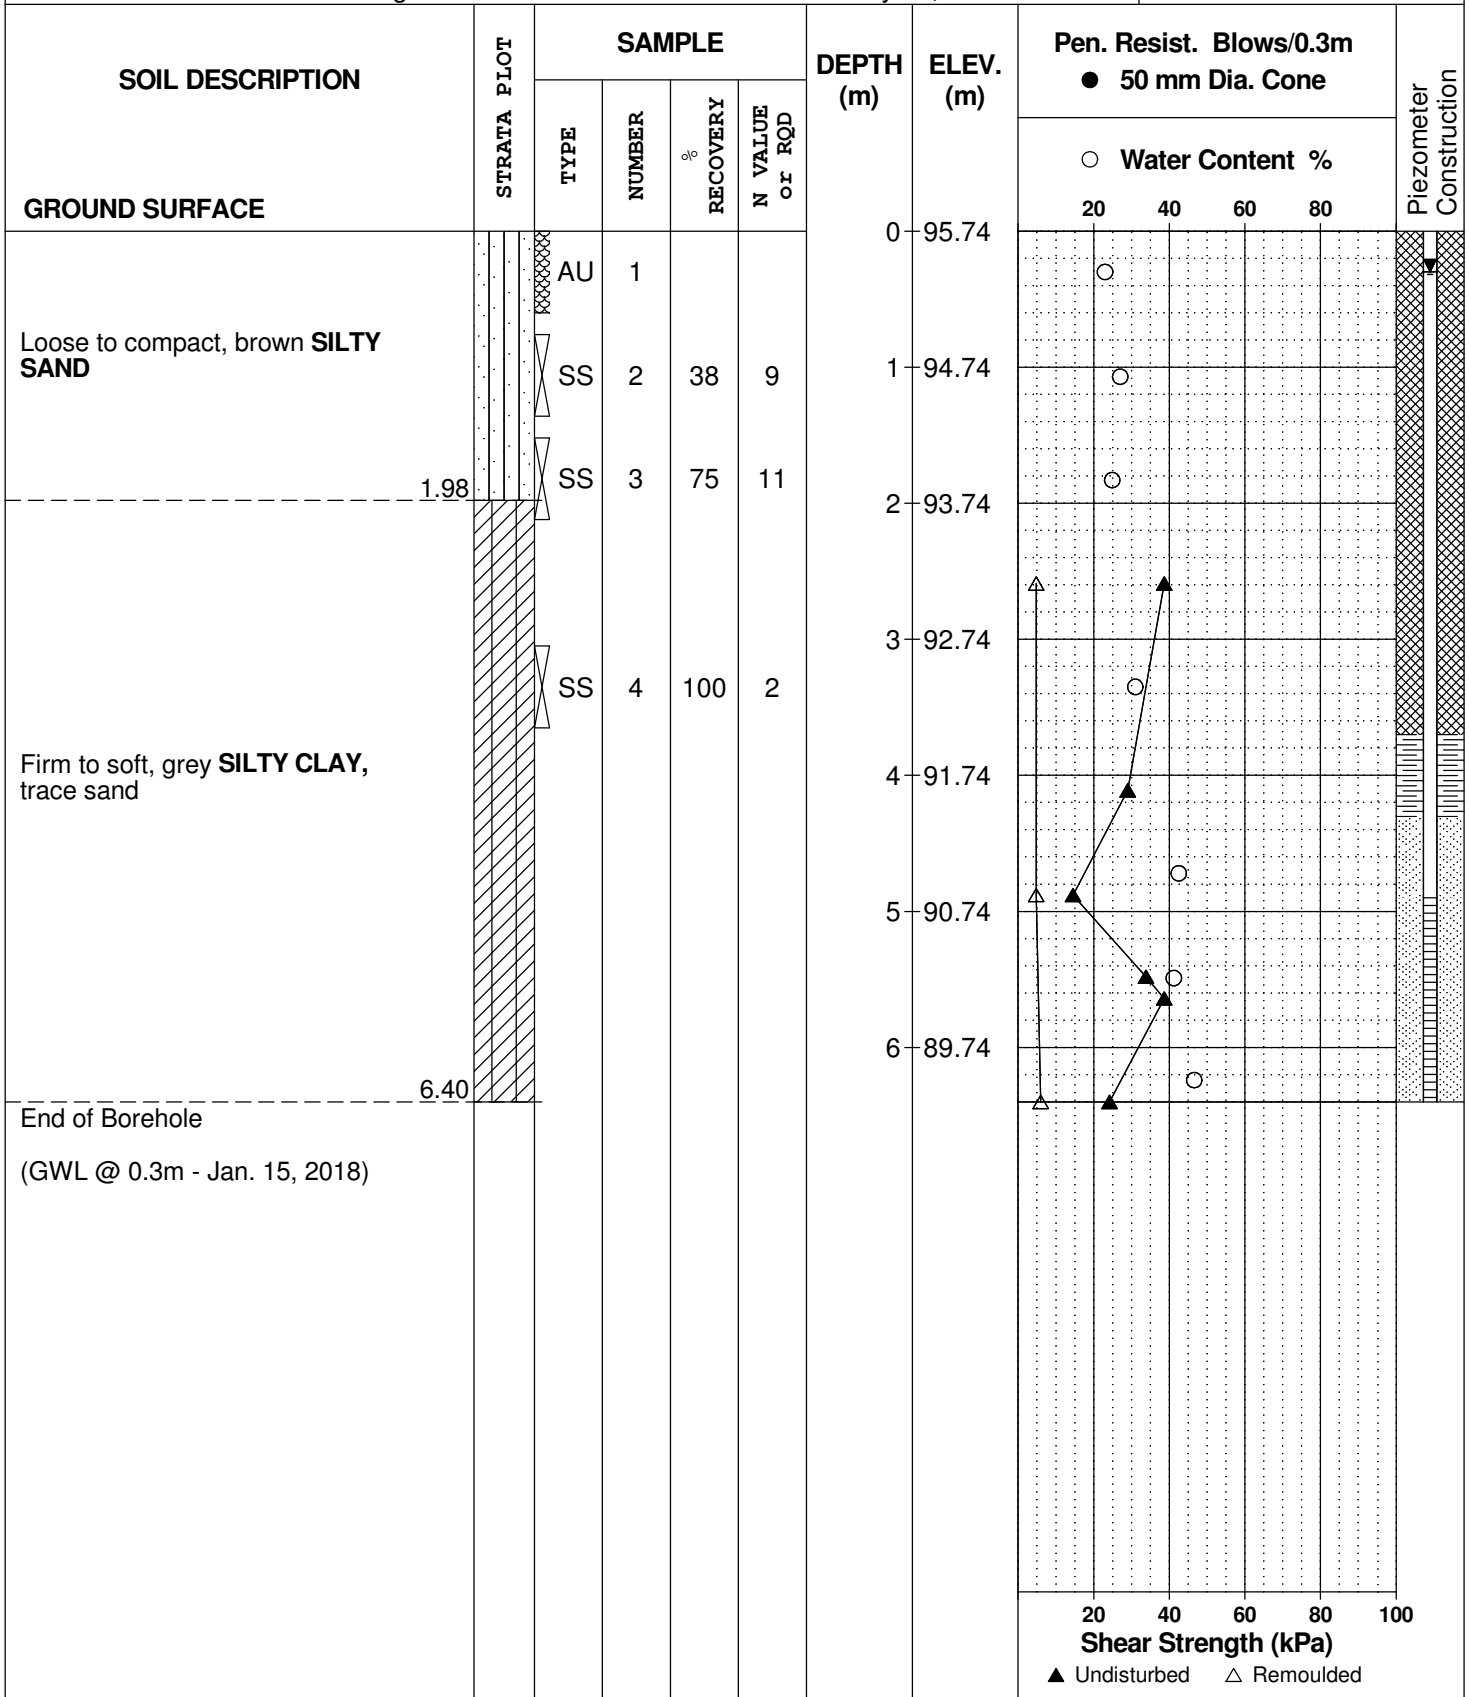 SOIL DESCRIPTION
GROUND SURFACE
STRATA PLOT
SAMPLE
TYPE
NUMBER
% RECOVERY
N VALUE
or RQD
DEPTH
(m)
ELEV.
(m)
Pen. Resist. Blows/0.3m
● 50 mm Dia. Cone
○ Water Content %
20 40 60 80
Piezometer
Construction
0 95.74
AU 1
Loose to compact, brown SILTY
SAND
1 94.74
SS 2 38 9
SS 3 75 11
1.98
2 93.74
3 92.74
SS 4 100 2
Firm to soft, grey SILTY CLAY,
trace sand
4 91.74
5 90.74
6 89.74
6.40
End of Borehole
(GWL @ 0.3m - Jan. 15, 2018)
20 40 60 80 100
Shear Strength (kPa)
▲ Undisturbed △ Remoulded